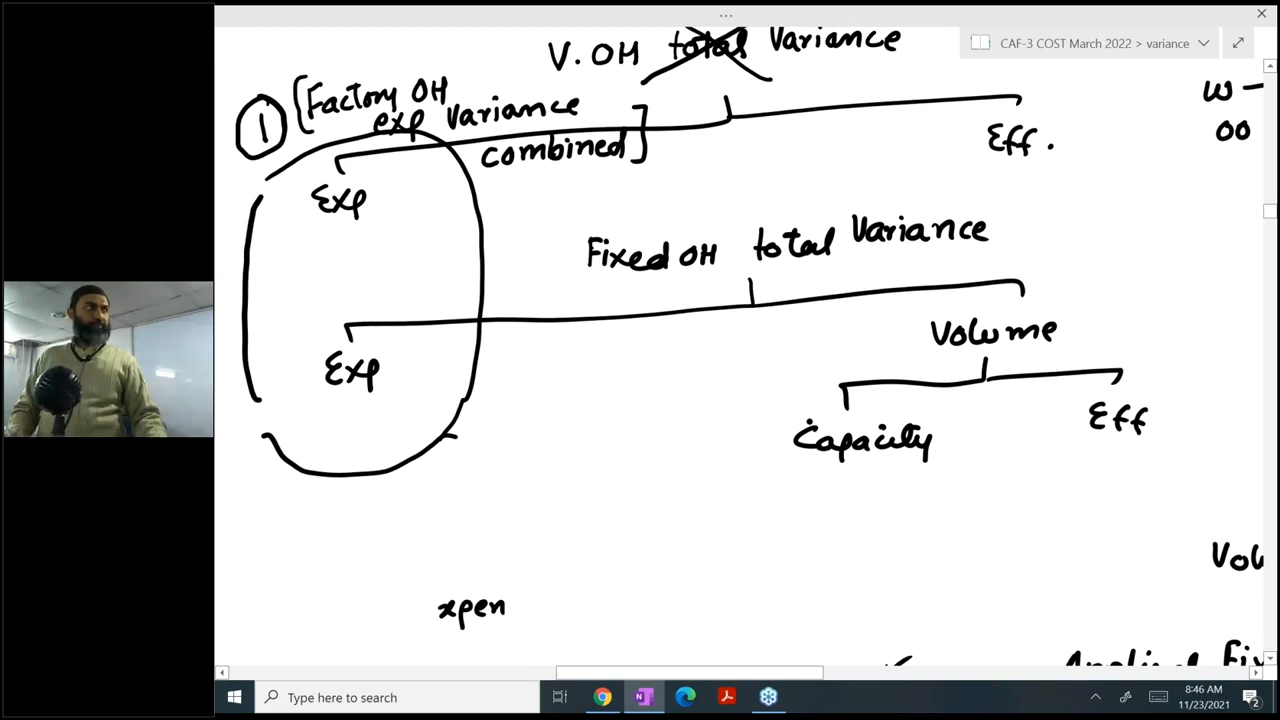 CAF-3 COST March 2022 > variance
V. OH total Variance
1 [Factory OH exp Variance combined]
Exp
Eff.
W -
OO
Fixed OH total Variance
Exp
Volume
Capacity
Eff
xpen
Type here to search
8:46 AM
11/23/2021
2